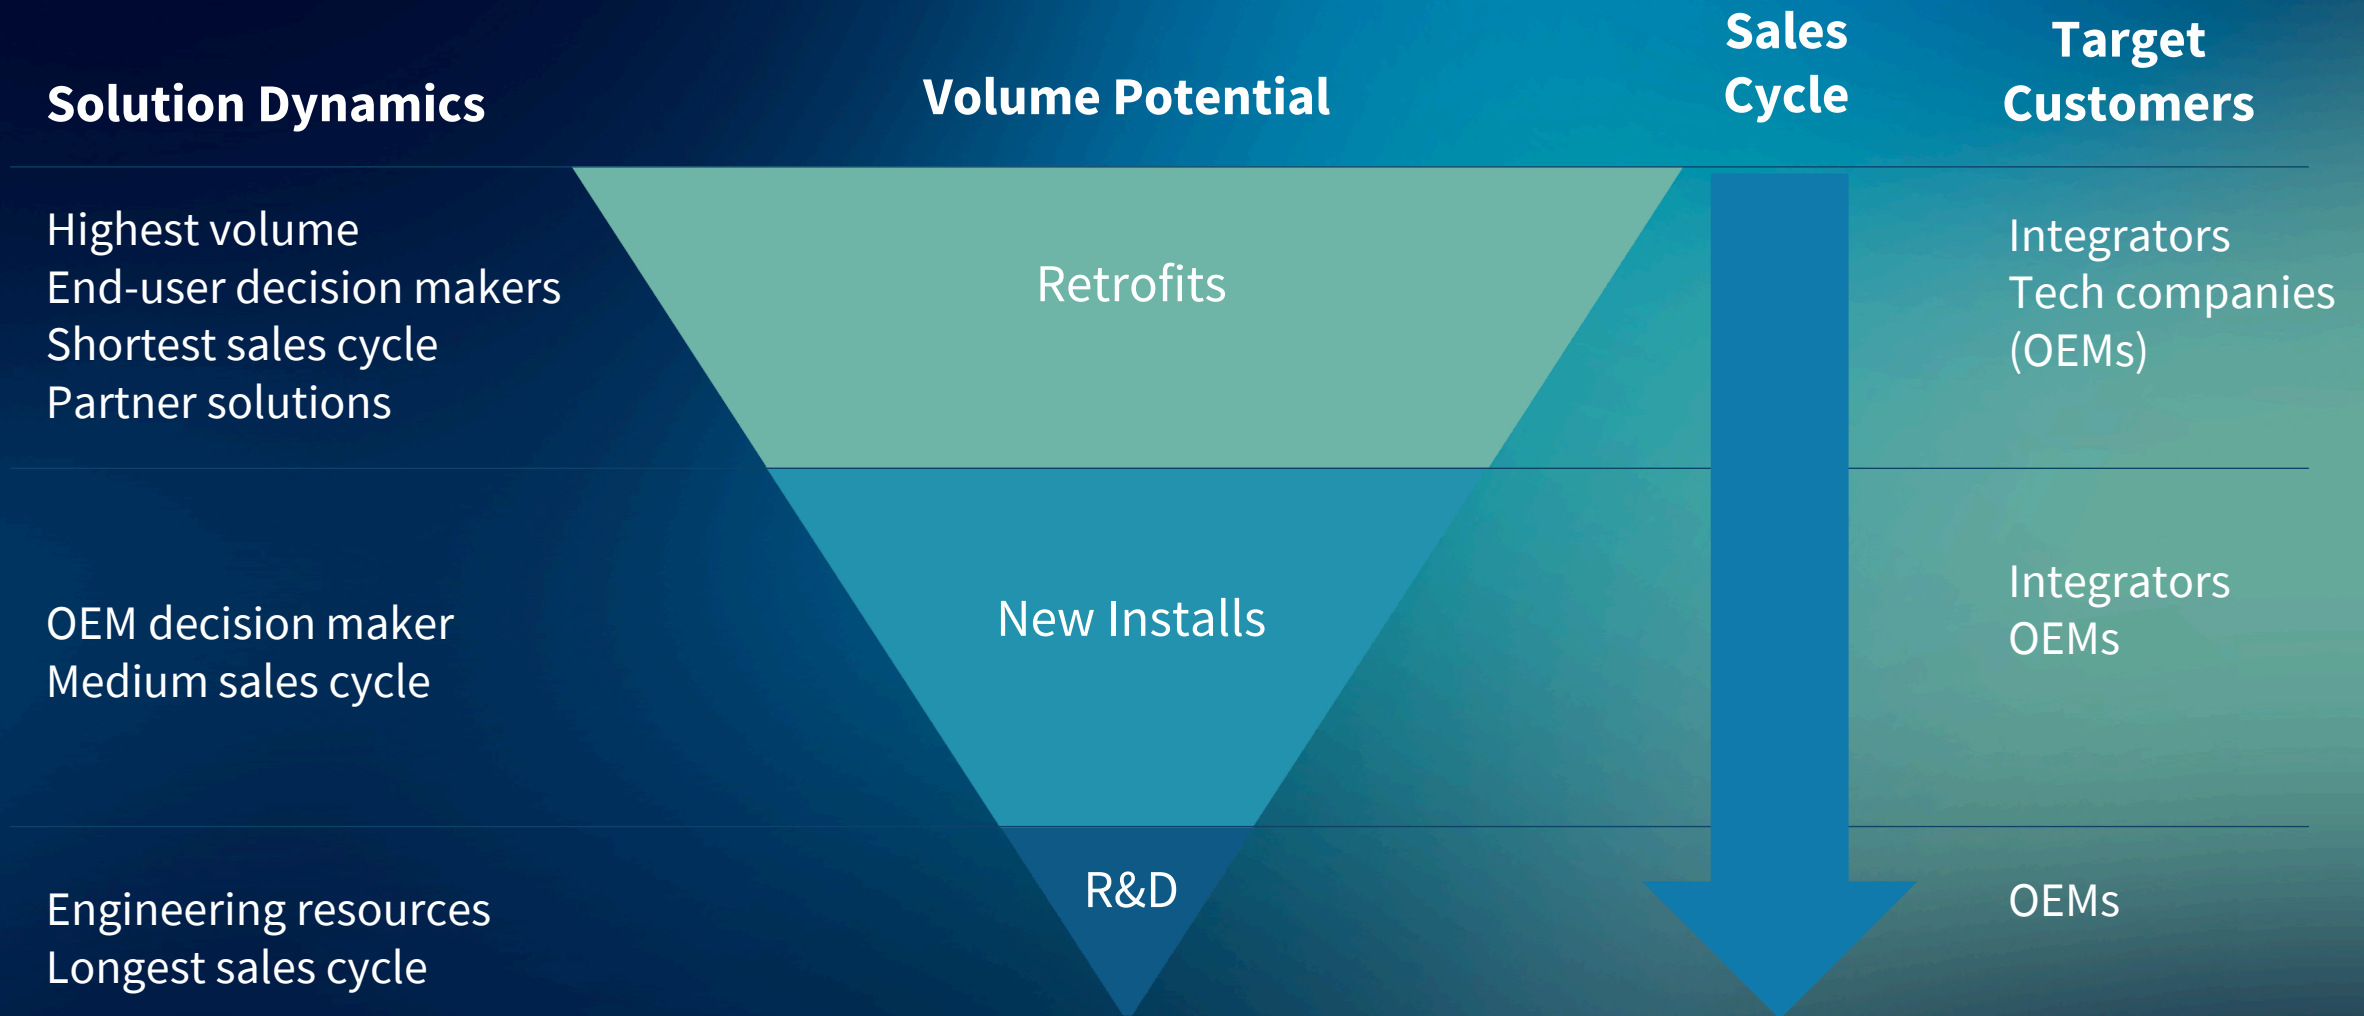 Solution Dynamics
Volume Potential
Sales
Cycle
Target
Customers
Highest volume
End-user decision makers
Shortest sales cycle
Partner solutions
Retrofits
Integrators
Tech companies
(OEMs)
OEM decision maker
Medium sales cycle
New Installs
Integrators
OEMs
Engineering resources
Longest sales cycle
R&D
OEMs